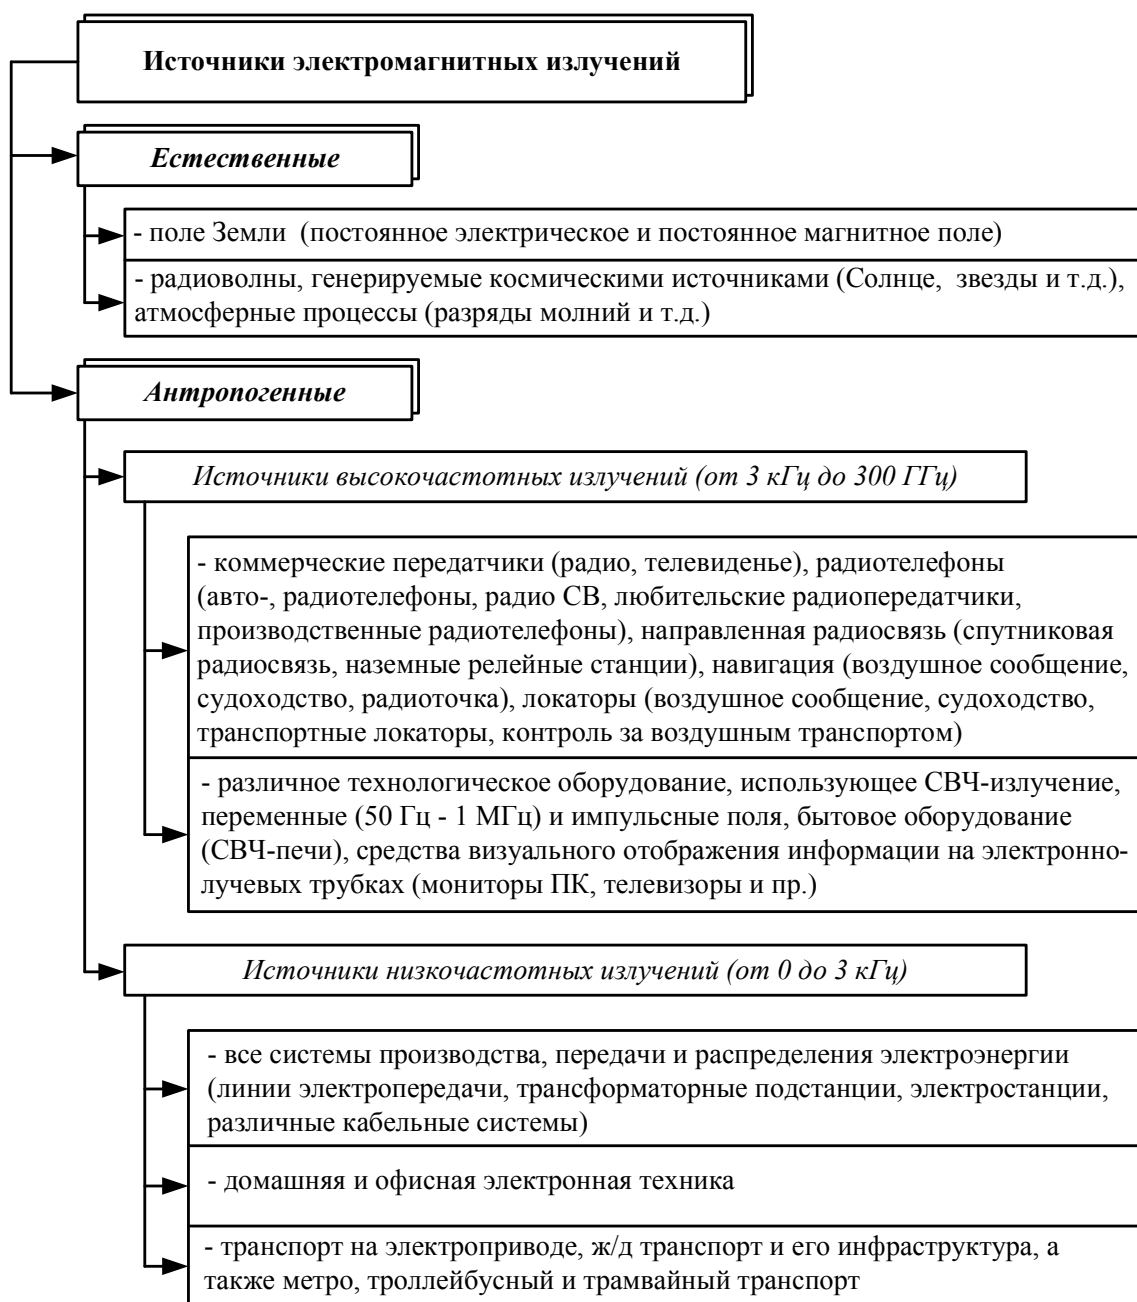 Источники электромагнитных излучений
Естественные
- поле Земли (постоянное электрическое и постоянное магнитное поле)
- радиоволны, генерируемые космическими источниками (Солнце, звезды и т.д.),
атмосферные процессы (разряды молний и т.д.)
Антропогенные
Источники высокочастотных излучений (от 3 кГц до 300 ГГц)
- коммерческие передатчики (радио, телевиденье), радиотелефоны
(авто-, радиотелефоны, радио СВ, любительские радиопередатчики,
производственные радиотелефоны), направленная радиосвязь (спутниковая
радиосвязь, наземные релейные станции), навигация (воздушное сообщение,
судоходство, радиоточка), локаторы (воздушное сообщение, судоходство,
транспортные локаторы, контроль за воздушным транспортом)
- различное технологическое оборудование, использующее СВЧ-излучение,
переменные (50 Гц - 1 МГц) и импульсные поля, бытовое оборудование
(СВЧ-печи), средства визуального отображения информации на электронно-
лучевых трубках (мониторы ПК, телевизоры и пр.)
Источники низкочастотных излучений (от 0 до 3 кГц)
- все системы производства, передачи и распределения электроэнергии
(линии электропередачи, трансформаторные подстанции, электростанции,
различные кабельные системы)
- домашняя и офисная электронная техника
- транспорт на электроприводе, ж/д транспорт и его инфраструктура, а
также метро, троллейбусный и трамвайный транспорт